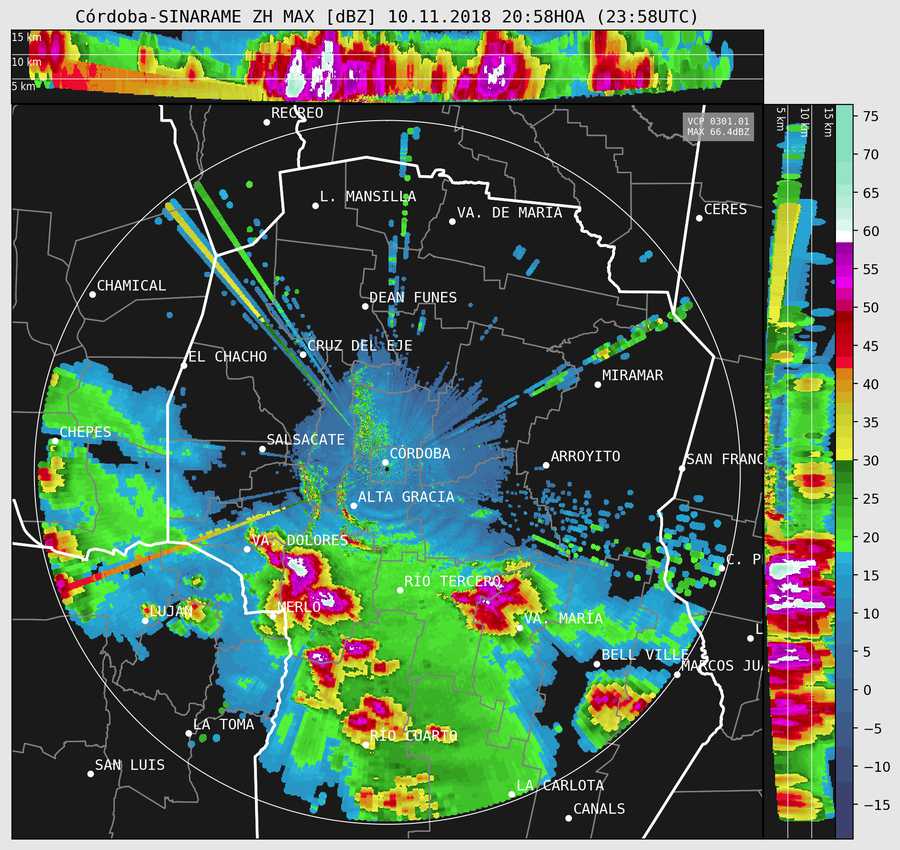 Córdoba-SINARAME ZH MAX [dBZ] 10.11.2018 20:58HOA (23:58UTC)
15 km
10 km
5 km
RECREO
VCP 0301.01
MAX 66.4dBZ
5 km
10 km
15 km
L. MANSILLA
VA. DE MARIA
CERES
CHAMICAL
DEAN FUNES
CRUZ DEL EJE
EL CHACHO
MIRAMAR
CHEPES
SALSACATE
CÓRDOBA
ARROYITO
SAN FRANC
ALTA GRACIA
VA. DOLORES
C. P
RÍO TERCERO
LUJAN
MERLO
VA. MARÍA
L
BELL VILLE
MARCOS JUA
LA TOMA
RIO CUARTO
SAN LUIS
LA CARLOTA
CANALS
75
70
65
60
55
50
45
40
35
30
25
20
15
10
5
0
−5
−10
−15